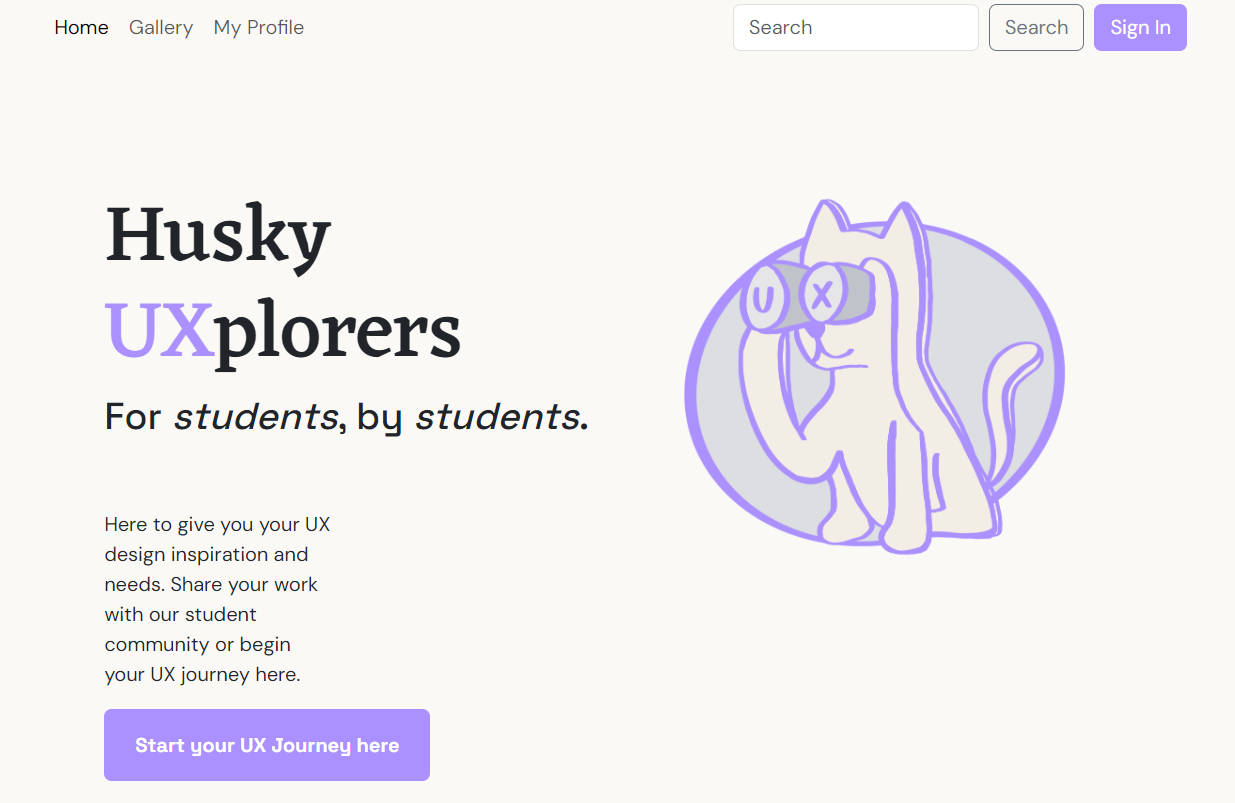 Home Gallery My Profile Search Search Sign In
Husky
UXplorers
For students, by students.
U X
Here to give you your UX
design inspiration and
needs. Share your work
with our student
community or begin
your UX journey here.
Start your UX Journey here